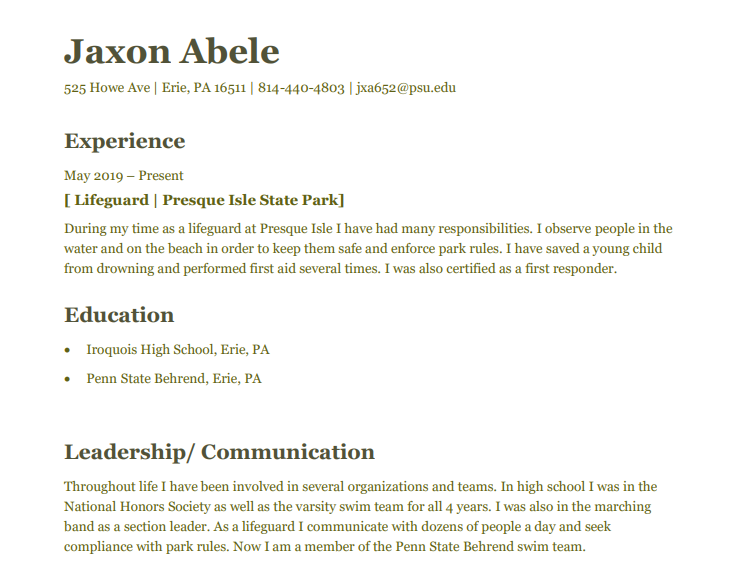 Jaxon Abele
525 Howe Ave | Erie, PA 16511 | 814-440-4803 | jxa652@psu.edu
Experience
May 2019 – Present
[ Lifeguard | Presque Isle State Park]
During my time as a lifeguard at Presque Isle I have had many responsibilities. I observe people in the
water and on the beach in order to keep them safe and enforce park rules. I have saved a young child
from drowning and performed first aid several times. I was also certified as a first responder.
Education
• Iroquois High School, Erie, PA
• Penn State Behrend, Erie, PA
Leadership/ Communication
Throughout life I have been involved in several organizations and teams. In high school I was in the
National Honors Society as well as the varsity swim team for all 4 years. I was also in the marching
band as a section leader. As a lifeguard I communicate with dozens of people a day and seek
compliance with park rules. Now I am a member of the Penn State Behrend swim team.